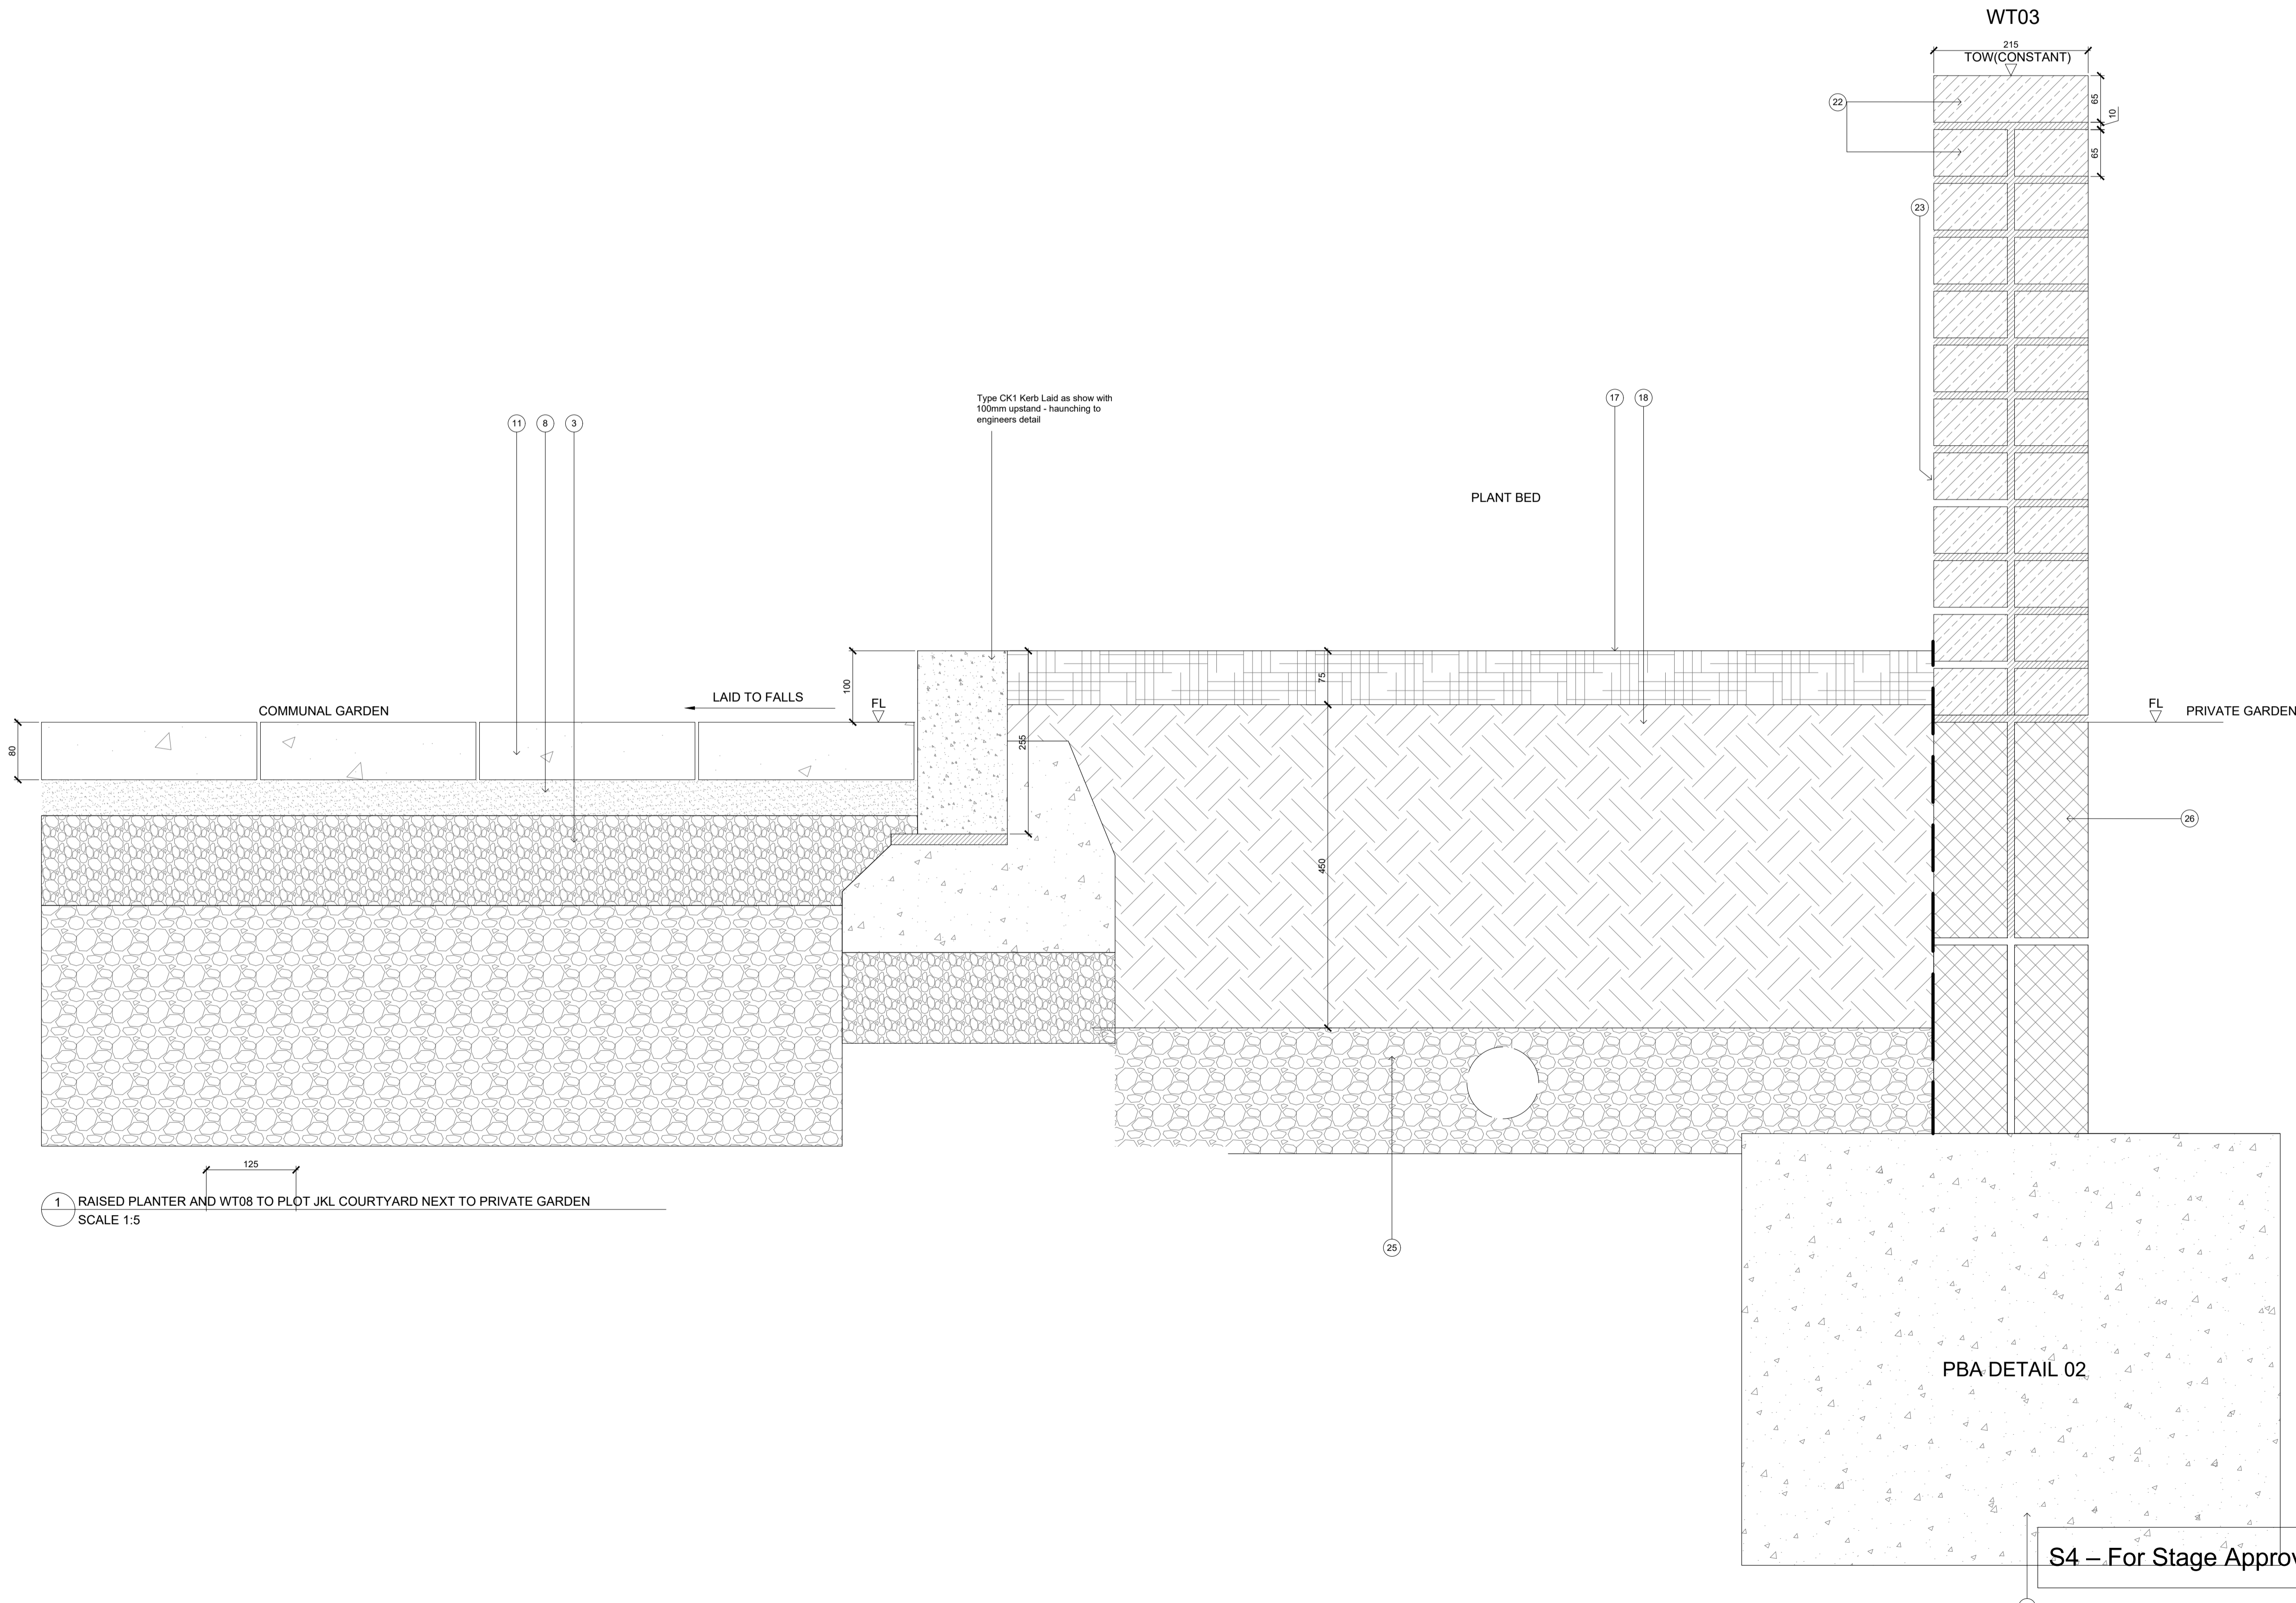 WT03
215
TOW(CONSTANT)
22
65
10
65
23
Type CK1 Kerb Laid as show with
100mm upstand - haunching to
engineers detail
17
18
11
8
3
PLANT BED
75
100
LAID TO FALLS
FL
COMMUNAL GARDEN
FL
PRIVATE GARDEN
80
255
26
450
125
1
RAISED PLANTER AND WT08 TO PLOT JKL COURTYARD NEXT TO PRIVATE GARDEN
SCALE 1:5
25
PBA DETAIL 02
S4 – For Stage Approv